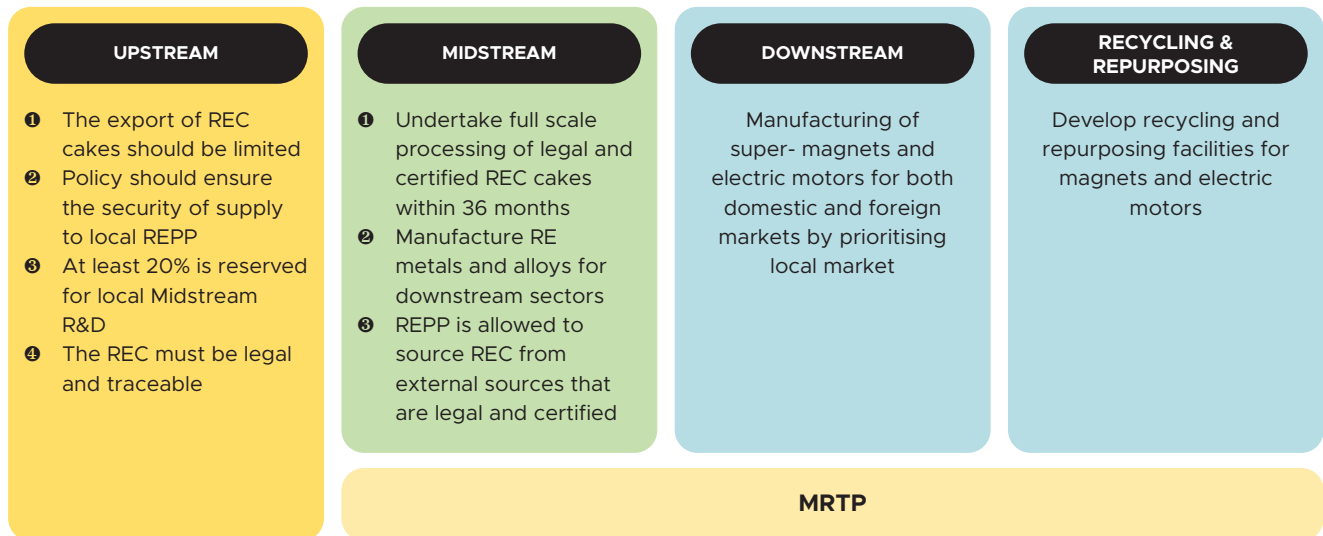 UPSTREAM
❶ The export of REC
cakes should be limited
❷ Policy should ensure
the security of supply
to local REPP
❸ At least 20% is reserved
for local Midstream
R&D
❹ The REC must be legal
and traceable
MIDSTREAM
❶ Undertake full scale
processing of legal and
certified REC cakes
within 36 months
❷ Manufacture RE
metals and alloys for
downstream sectors
❸ REPP is allowed to
source REC from
external sources that
are legal and certified
DOWNSTREAM
Manufacturing of
super- magnets and
electric motors for both
domestic and foreign
markets by prioritising
local market
RECYCLING &
REPURPOSING
Develop recycling and
repurposing facilities for
magnets and electric
motors
MRTP